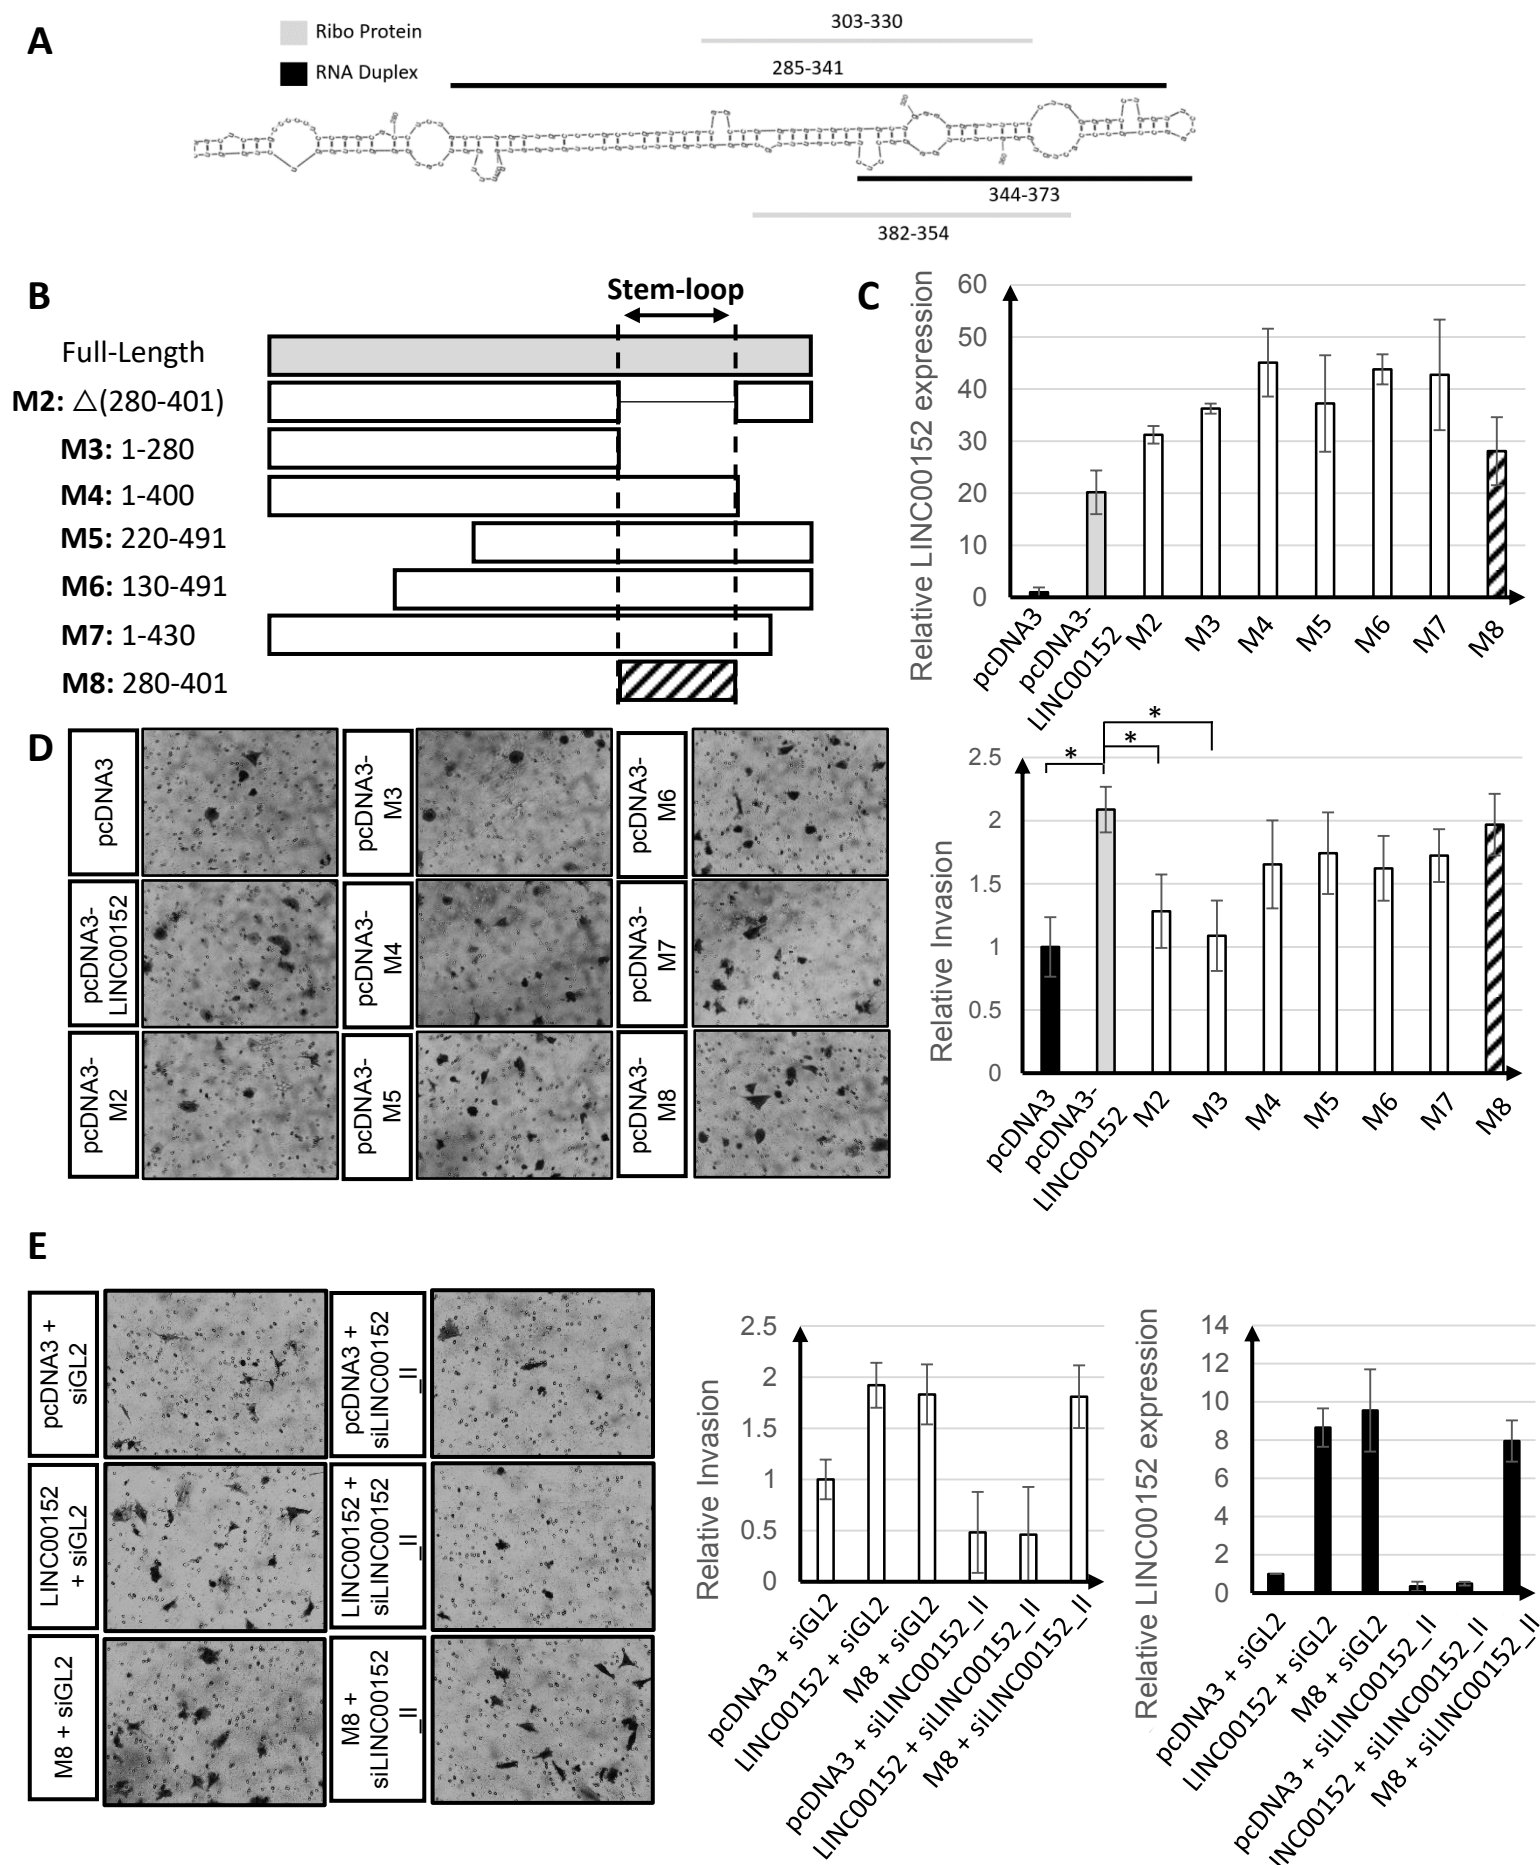 A
Ribo Protein
RNA Duplex
303-330
285-341
344-373
382-354
B
Stem-loop
Full-Length
M2: △(280-401)
M3: 1-280
M4: 1-400
M5: 220-491
M6: 130-491
M7: 1-430
M8: 280-401
C
Relative LINC00152 expression
60
50
40
30
20
10
0
pcDNA3
pcDNA3-
LINC00152
M2
M3
M4
M5
M6
M7
M8
D
pcDNA3
pcDNA3-
LINC00152
pcDNA3-
M2
pcDNA3-
M3
pcDNA3-
M4
pcDNA3-
M5
pcDNA3-
M6
pcDNA3-
M7
pcDNA3-
M8
Relative Invasion
2.5
2
1.5
1
0.5
0
*
*
*
pcDNA3
pcDNA3-
LINC00152
M2
M3
M4
M5
M6
M7
M8
E
pcDNA3 +
siGL2
LINC00152
+ siGL2
M8 + siGL2
pcDNA3 +
siLINC00152
_II
LINC00152 +
siLINC00152
_II
M8 +
siLINC00152
_II
Relative Invasion
2.5
2
1.5
1
0.5
0
pcDNA3 + siGL2
LINC00152 + siGL2
M8 + siGL2
pcDNA3 + siLINC00152_II
LINC00152 + siLINC00152_II
M8 + siLINC00152_II
Relative LINC00152 expression
14
12
10
8
6
4
2
0
pcDNA3 + siGL2
LINC00152 + siGL2
M8 + siGL2
pcDNA3 + siLINC00152_II
INC00152 + siLINC00152_II
M8 + siLINC00152_II